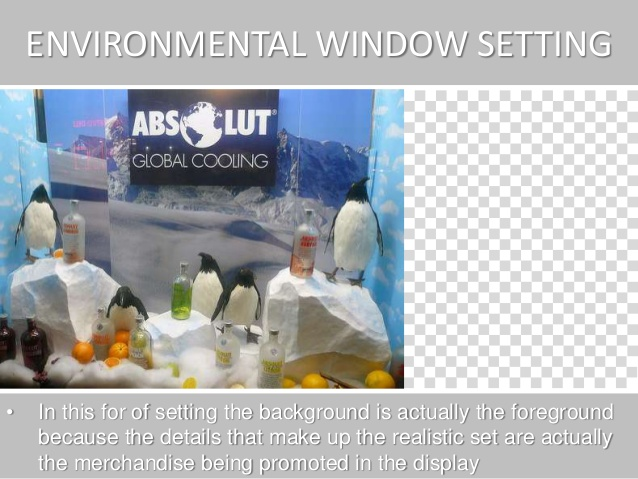 ENVIRONMENTAL WINDOW SETTING
ABSOLUT®
GLOBAL COOLING
• In this for of setting the background is actually the foreground
because the details that make up the realistic set are actually
the merchandise being promoted in the display